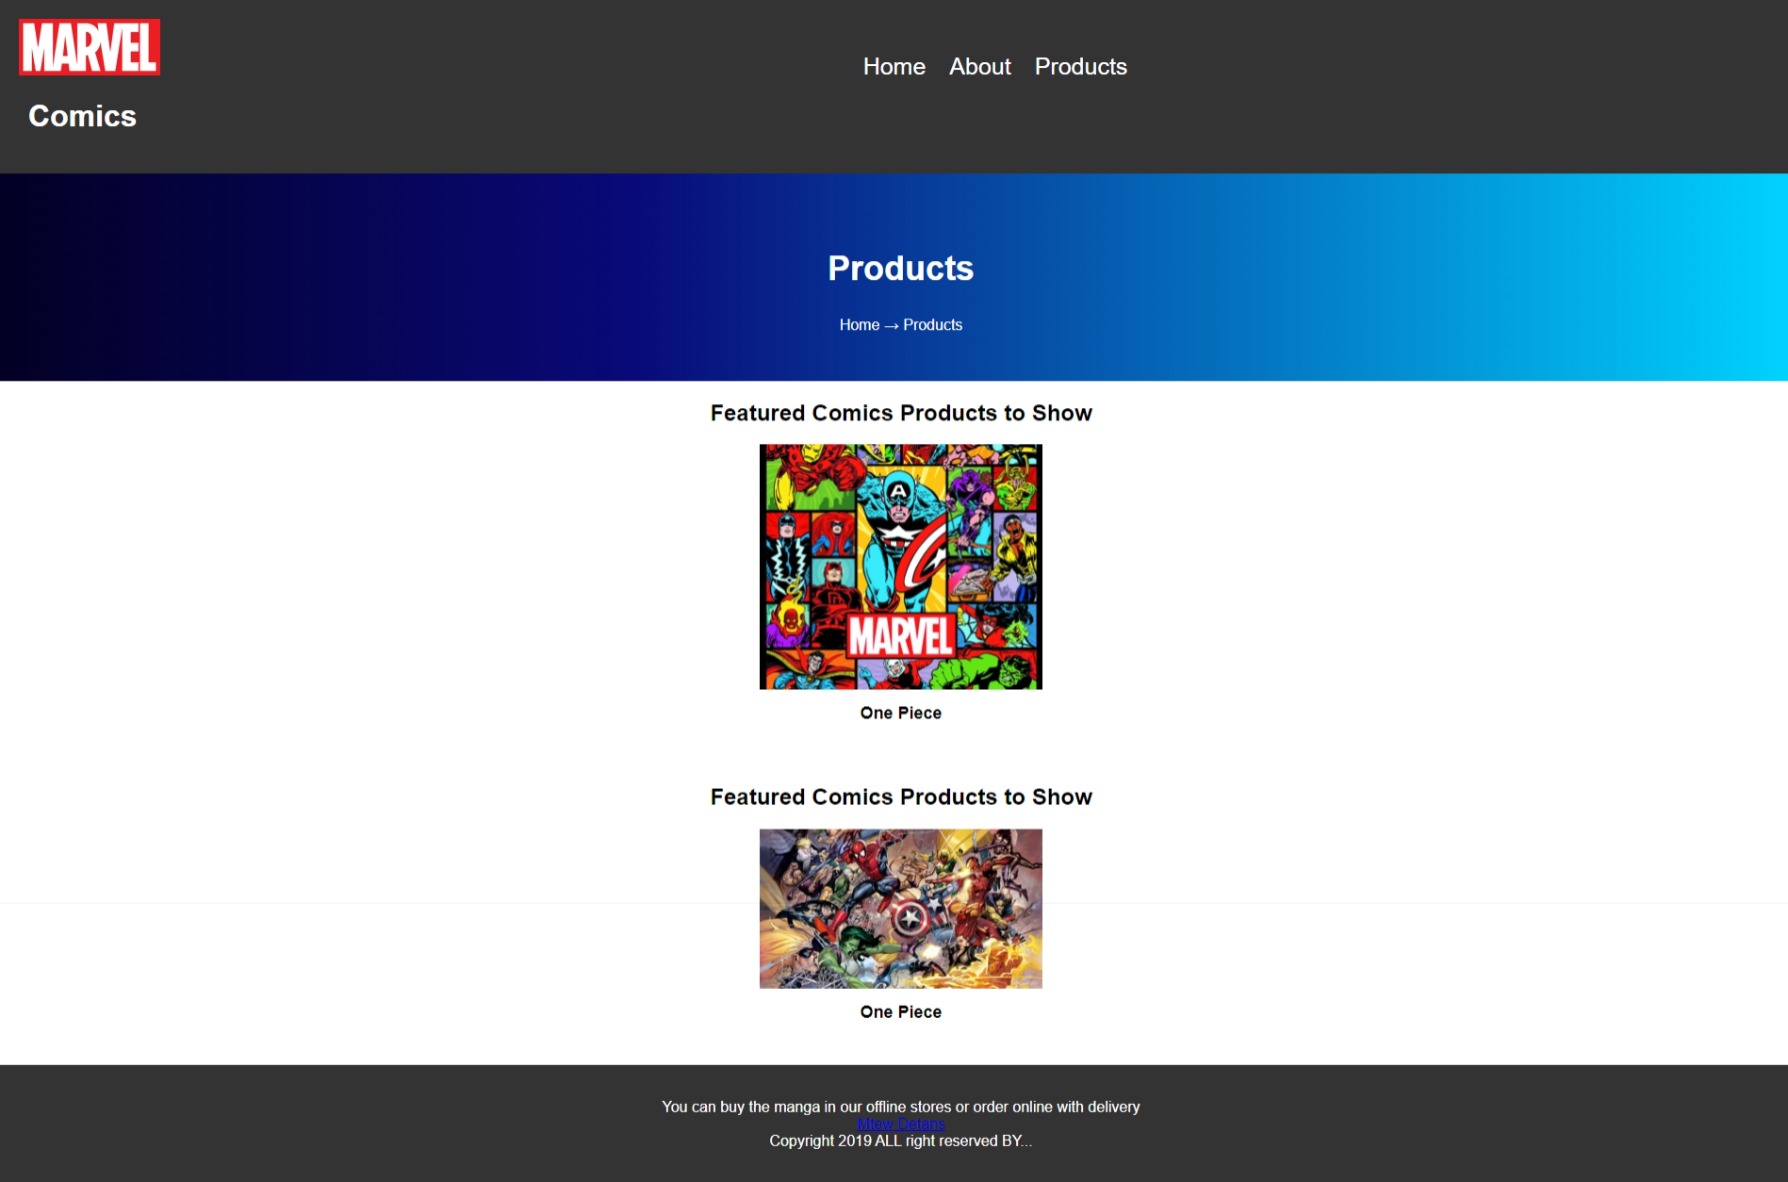 MARVEL
Comics
Home About Products
Products
Home → Products
Featured Comics Products to Show
A
MARVEL
One Piece
Featured Comics Products to Show
One Piece
You can buy the manga in our offline stores or order online with delivery
Copyright 2019 ALL right reserved BY...